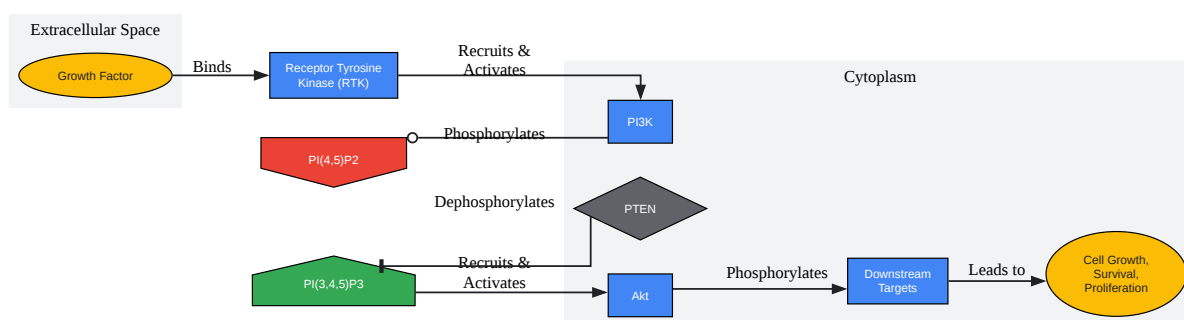 Extracellular Space
Growth Factor
Binds
Receptor Tyrosine
Kinase (RTK)
Recruits &
Activates
Cytoplasm
PI3K
Phosphorylates
PI(4,5)P2
Dephosphorylates
PTEN
PI(3,4,5)P3
Recruits &
Activates
Akt
Phosphorylates
Downstream
Targets
Leads to
Cell Growth,
Survival,
Proliferation